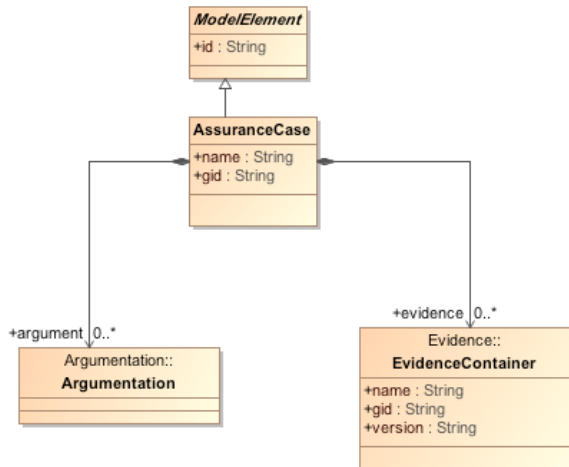 ModelElement
+id : String
AssuranceCase
+name : String
+gid : String
+argument 0..*
+evidence 0..*
Argumentation::
Argumentation
Evidence::
EvidenceContainer
+name : String
+gid : String
+version : String